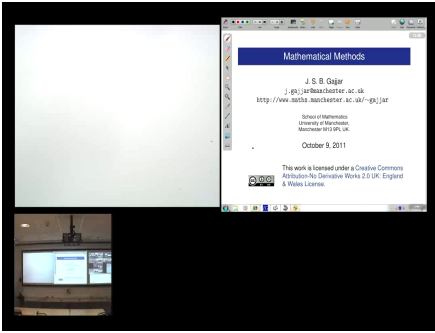 Mathematical Methods
J. S. B. Gajjar
j.gajjar@manchester.ac.uk
http://www.maths.manchester.ac.uk/~gajjar
School of Mathematics
University of Manchester,
Manchester M13 9PL UK.
October 9, 2011
This work is licensed under a Creative Commons
Attribution-No Derivative Works 2.0 UK: England
& Wales License.